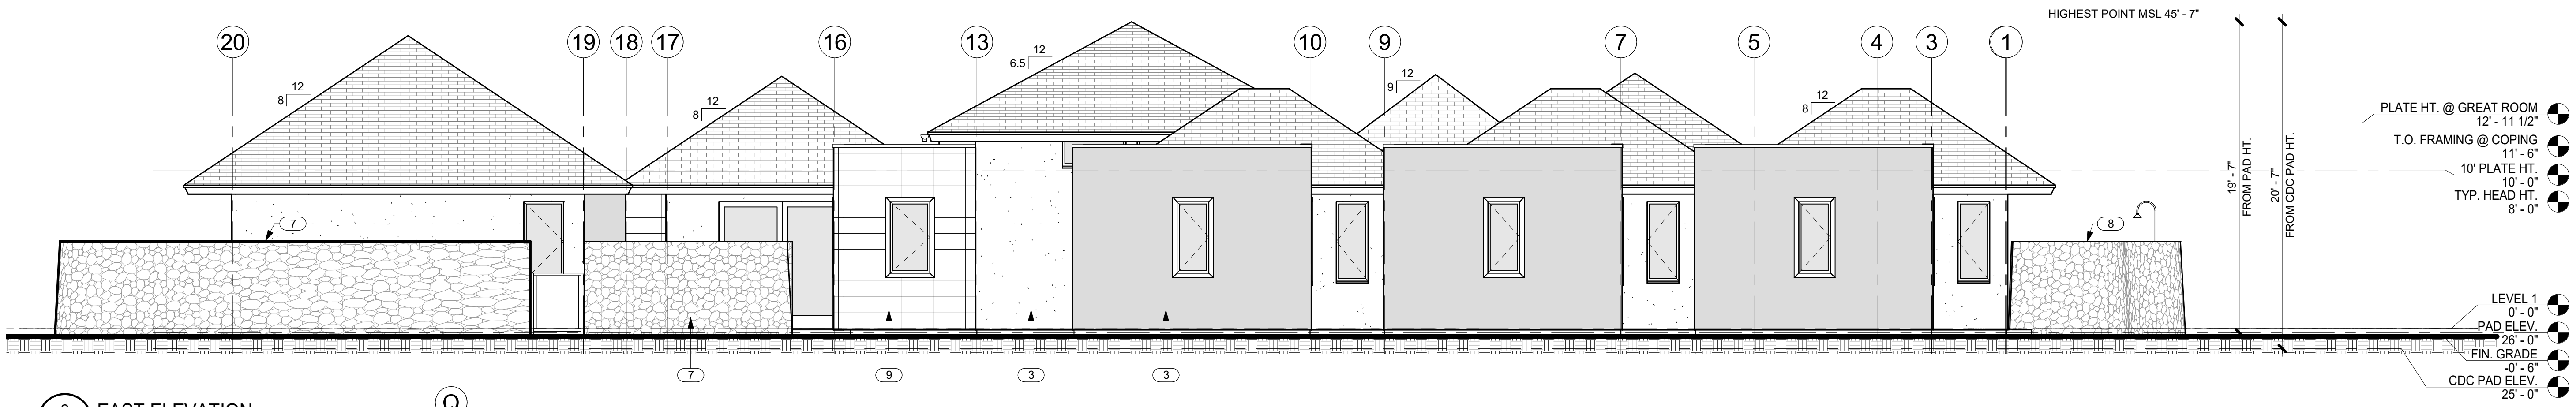 HIGHEST POINT MSL 45' - 7"
20
19
18
17
16
13
10
9
7
5
4
3
1
12
8
12
8
12
6.5
12
9
12
8
PLATE HT. @ GREAT ROOM
12' - 11 1/2"
T.O. FRAMING @ COPING
11' - 6"
10' PLATE HT.
10' - 0"
TYP. HEAD HT.
8' - 0"
19' - 7"
FROM PAD HT.
20' - 7"
FROM CDC PAD HT.
7
8
LEVEL 1
0' - 0"
PAD ELEV.
26' - 0"
FIN. GRADE
-0' - 6"
CDC PAD ELEV.
25' - 0"
7
9
3
3
EAST ELEVATION